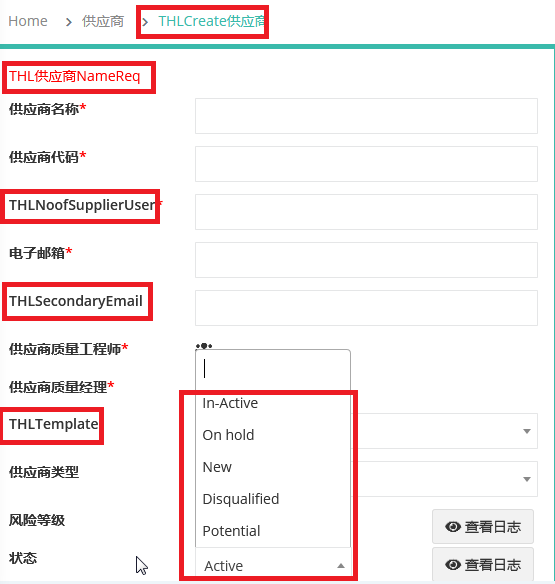 Home > 供应商 > THLCreate供应商
THL供应商NameReq
供应商名称*
供应商代码*
THLNoofSupplierUser*
电子邮箱*
THLSecondaryEmail
供应商质量工程师*
供应商质量经理*
In-Active
THLTemplate
On hold
New
供应商类型
Disqualified
风险等级
Potential
查看日志
状态
Active
查看日志